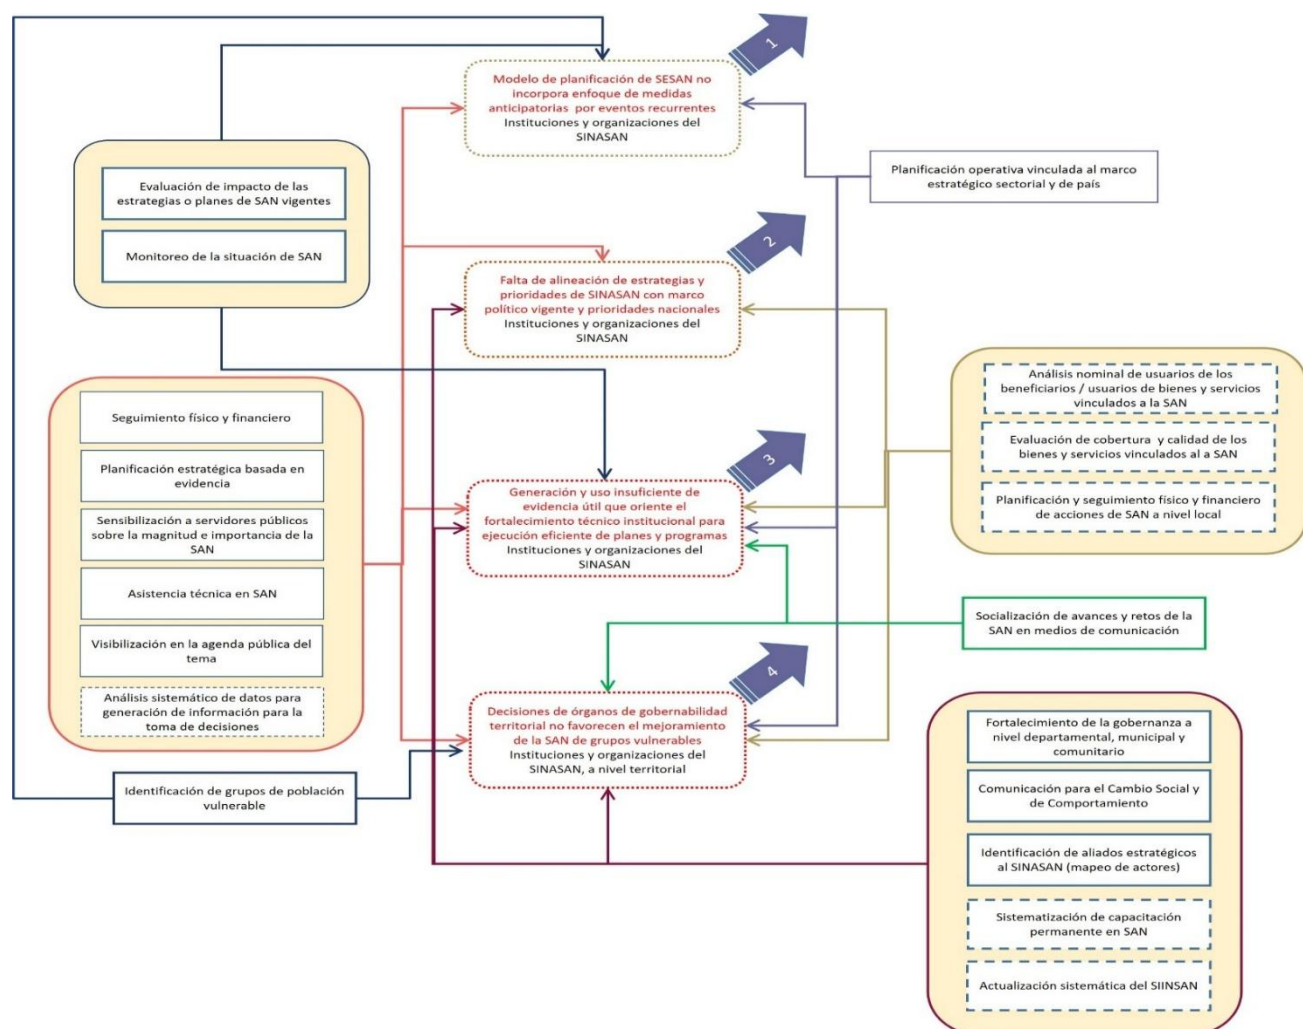 1
Modelo de planificación de SESAN no
incorpora enfoque de medidas
anticipatorias por eventos recurrentes
Instituciones y organizaciones del
SINASAN
Evaluación de impacto de las
estrategias o planes de SAN vigentes
Monitoreo de la situación de SAN
Planificación operativa vinculada al marco
estratégico sectorial y de país
2
Falta de alineación de estrategias y
prioridades de SINASAN con marco
político vigente y prioridades nacionales
Instituciones y organizaciones del
SINASAN
Seguimiento físico y financiero
Planificación estratégica basada en
evidencia
Sensibilización a servidores públicos
sobre la magnitud e importancia de la
SAN
Asistencia técnica en SAN
Visibilización en la agenda pública del
tema
Análisis sistemático de datos para
generación de información para la
toma de decisiones
3
Generación y uso insuficiente de
evidencia útil que oriente el
fortalecimiento técnico institucional para
ejecución eficiente de planes y programas
Instituciones y organizaciones del
SINASAN
Análisis nominal de usuarios de los
beneficiarios / usuarios de bienes y servicios
vinculados a la SAN
Evaluación de cobertura y calidad de los
bienes y servicios vinculados al a SAN
Planificación y seguimiento físico y financiero
de acciones de SAN a nivel local
Socialización de avances y retos de la
SAN en medios de comunicación
4
Decisiones de órganos de gobernabilidad
territorial no favorecen el mejoramiento
de la SAN de grupos vulnerables
Instituciones y organizaciones del
SINASAN, a nivel territorial
Identificación de grupos de población
vulnerable
Fortalecimiento de la gobernanza a
nivel departamental, municipal y
comunitario
Comunicación para el Cambio Social y
de Comportamiento
Identificación de aliados estratégicos
al SINASAN (mapeo de actores)
Sistematización de capacitación
permanente en SAN
Actualización sistemática del SIINSAN